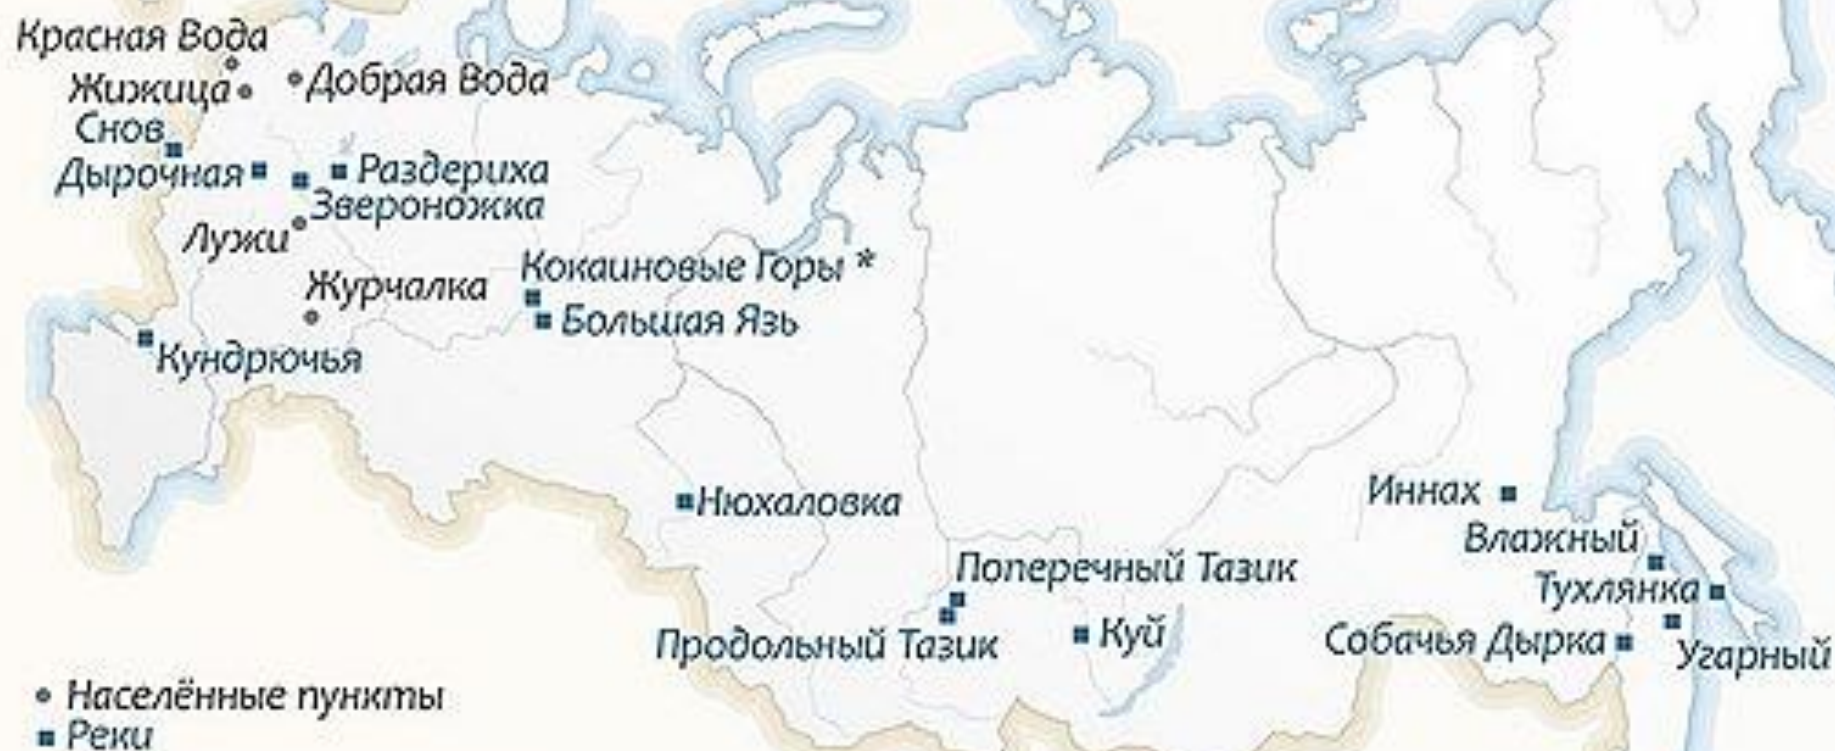 Красная Вода
Жижица
Добрая Вода
Снов
Дырочная
Раздериха
Звероножка
Лужи
Кокаиновые Горы *
Журчалка
Большая Язь
Кундрючья
Иннах
Нюхаловка
Влажный
Поперечный Тазик
Тухлянка
Куй
Продольный Тазик
Собачья Дырка
Угарный
Населённые пункты
Реки